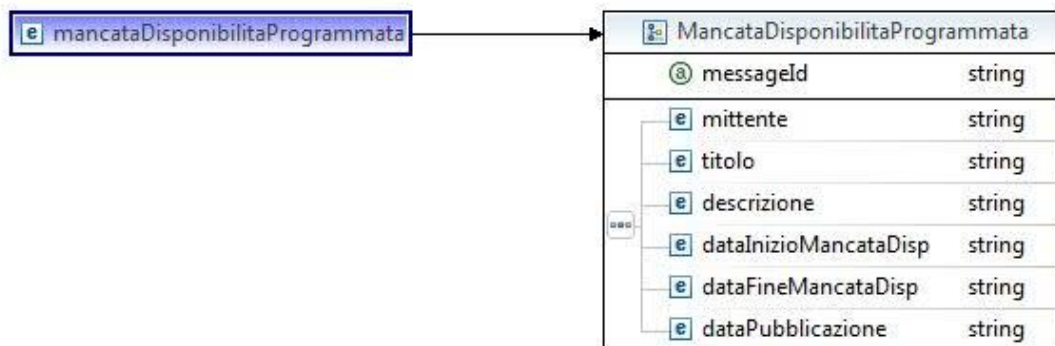 e mancataDisponibilitaProgrammata
MancataDisponibilitaProgrammata
a messageId string
e mittente string
e titolo string
e descrizione string
e dataInizioMancataDisp string
e dataFineMancataDisp string
e dataPubblicazione string